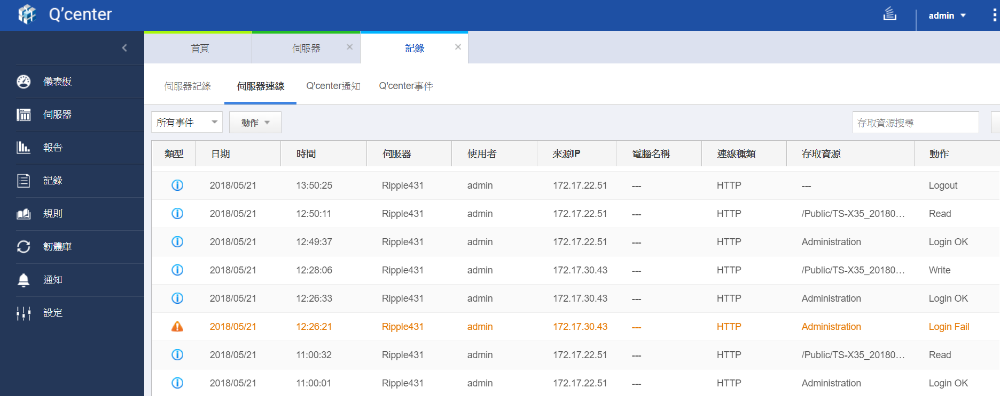 Q'center
admin
首頁 伺服器 記錄
儀表板
伺服器
報告
記錄
規則
韌體庫
通知
設定
伺服器記錄 伺服器連線 Q'center通知 Q'center事件
所有事件 動作 存取資源搜尋
類型 日期 時間 伺服器 使用者 來源IP 電腦名稱 連線種類 存取資源 動作
2018/05/21 13:50:25 Ripple431 admin 172.17.22.51 --- HTTP --- Logout
2018/05/21 12:50:11 Ripple431 admin 172.17.22.51 --- HTTP /Public/TS-X35_20180... Read
2018/05/21 12:49:37 Ripple431 admin 172.17.22.51 --- HTTP Administration Login OK
2018/05/21 12:28:06 Ripple431 admin 172.17.30.43 --- HTTP /Public/TS-X35_20180... Write
2018/05/21 12:26:33 Ripple431 admin 172.17.30.43 --- HTTP Administration Login OK
2018/05/21 12:26:21 Ripple431 admin 172.17.30.43 --- HTTP Administration Login Fail
2018/05/21 11:00:32 Ripple431 admin 172.17.22.51 --- HTTP /Public/TS-X35_20180... Read
2018/05/21 11:00:01 Ripple431 admin 172.17.22.51 --- HTTP Administration Login OK